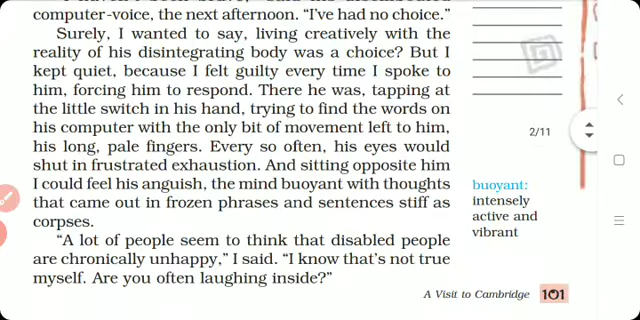 computer-voice, the next afternoon. “I’ve had no choice.”
Surely, I wanted to say, living creatively with the
reality of his disintegrating body was a choice? But I
kept quiet, because I felt guilty every time I spoke to
him, forcing him to respond. There he was, tapping at
the little switch in his hand, trying to find the words on
his computer with the only bit of movement left to him,
his long, pale fingers. Every so often, his eyes would
shut in frustrated exhaustion. And sitting opposite him
I could feel his anguish, the mind buoyant with thoughts
that came out in frozen phrases and sentences stiff as
corpses.
“A lot of people seem to think that disabled people
are chronically unhappy,” I said. “I know that’s not true
myself. Are you often laughing inside?”
2/11
buoyant:
intensely
active and
vibrant
A Visit to Cambridge 101